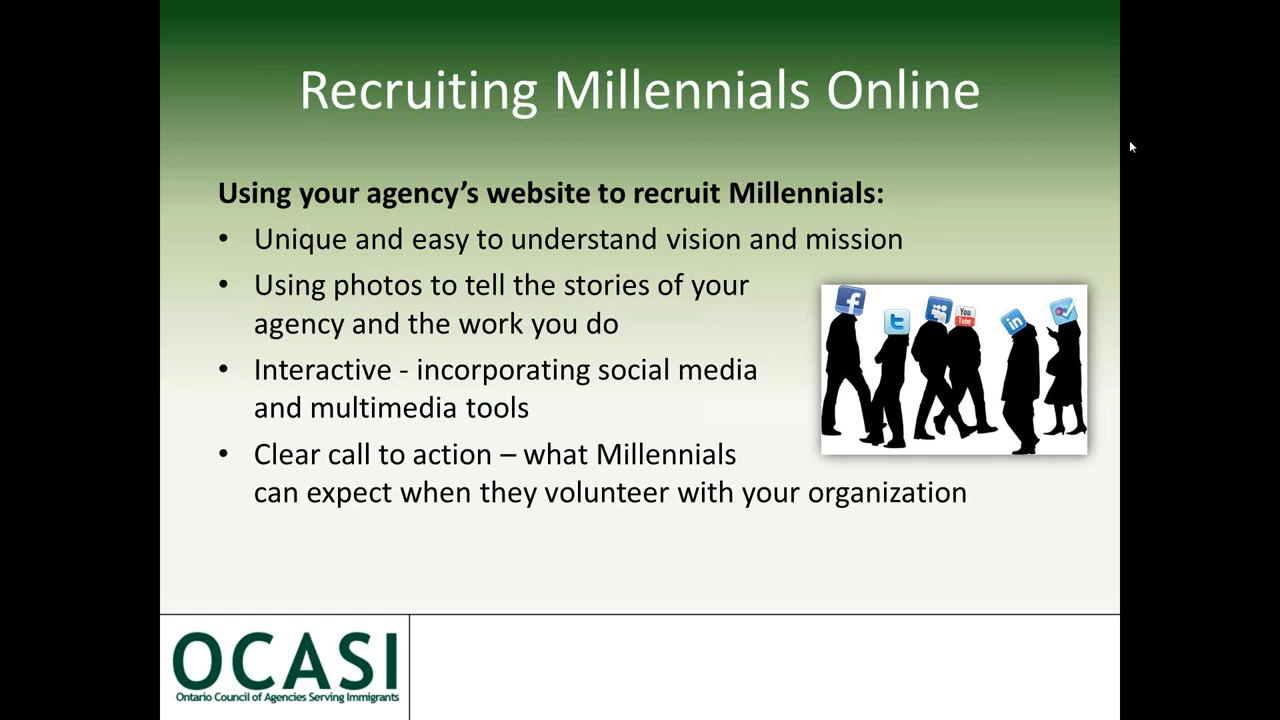 Recruiting Millennials Online
Using your agency’s website to recruit Millennials:
• Unique and easy to understand vision and mission
• Using photos to tell the stories of your
agency and the work you do
• Interactive - incorporating social media
and multimedia tools
• Clear call to action – what Millennials
can expect when they volunteer with your organization
f
t
You
Tube
in
OCASI
Ontario Council of Agencies Serving Immigrants